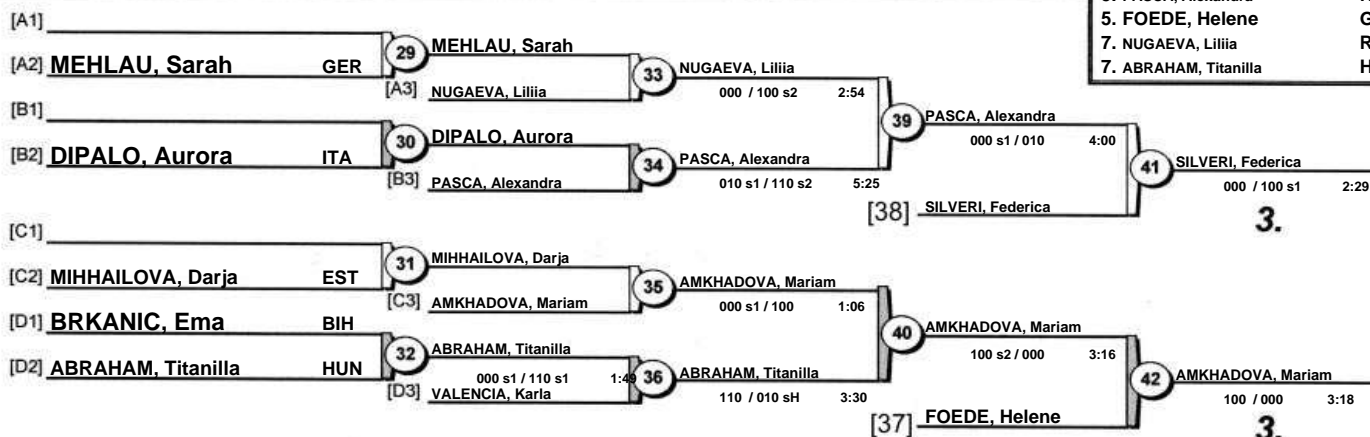 5. FOEDE, Helene G
7. NUGAEVA, Liliia R
7. ABRAHAM, Titanilla H
[A1]
[A2] MEHLAU, Sarah GER
29
MEHLAU, Sarah
[A3] NUGAEVA, Liliia
33
NUGAEVA, Liliia
000 / 100 s2 2:54
[B1]
[B2] DIPALO, Aurora ITA
30
DIPALO, Aurora
[B3] PASCA, Alexandra
34
PASCA, Alexandra
010 s1 / 110 s2 5:25
39
PASCA, Alexandra
000 s1 / 010 4:00
[38] SILVERI, Federica
41
SILVERI, Federica
000 / 100 s1 2:29
3.
[C1]
[C2] MIHHAILOVA, Darja EST
31
MIHHAILOVA, Darja
[C3] AMKHADOVA, Mariam
35
AMKHADOVA, Mariam
000 s1 / 100 1:06
[D1] BRKANIC, Ema BIH
[D2] ABRAHAM, Titanilla HUN
32
ABRAHAM, Titanilla
000 s1 / 110 s1 1:49
[D3] VALENCIA, Karla
36
ABRAHAM, Titanilla
110 / 010 sH 3:30
40
AMKHADOVA, Mariam
100 s2 / 000 3:16
[37] FOEDE, Helene
42
AMKHADOVA, Mariam
100 / 000 3:18
3.